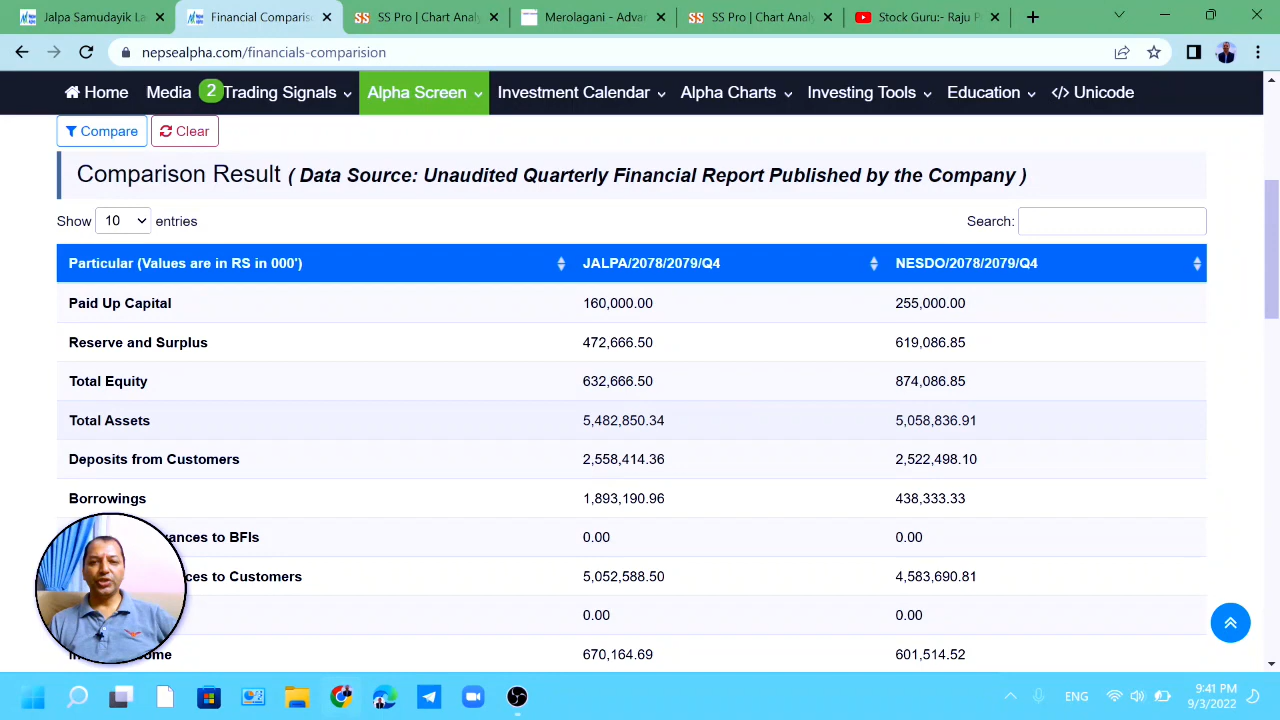 Jalpa Samudayik La
Financial Comparis
SS Pro | Chart Analy
Merolagani - Advar
SS Pro | Chart Analy
Stock Guru:- Raju P
nepsealpha.com/financials-comparision
Home Media 2 Trading Signals Alpha Screen Investment Calendar Alpha Charts Investing Tools Education </> Unicode
Compare Clear
Comparison Result ( Data Source: Unaudited Quarterly Financial Report Published by the Company )
Show 10 entries Search:
Particular (Values are in RS in 000') JALPA/2078/2079/Q4 NESDO/2078/2079/Q4
Paid Up Capital 160,000.00 255,000.00
Reserve and Surplus 472,666.50 619,086.85
Total Equity 632,666.50 874,086.85
Total Assets 5,482,850.34 5,058,836.91
Deposits from Customers 2,558,414.36 2,522,498.10
Borrowings 1,893,190.96 438,333.33
ances to BFIs 0.00 0.00
ces to Customers 5,052,588.50 4,583,690.81
0.00 0.00
ome 670,164.69 601,514.52
ENG 9:41 PM
9/3/2022